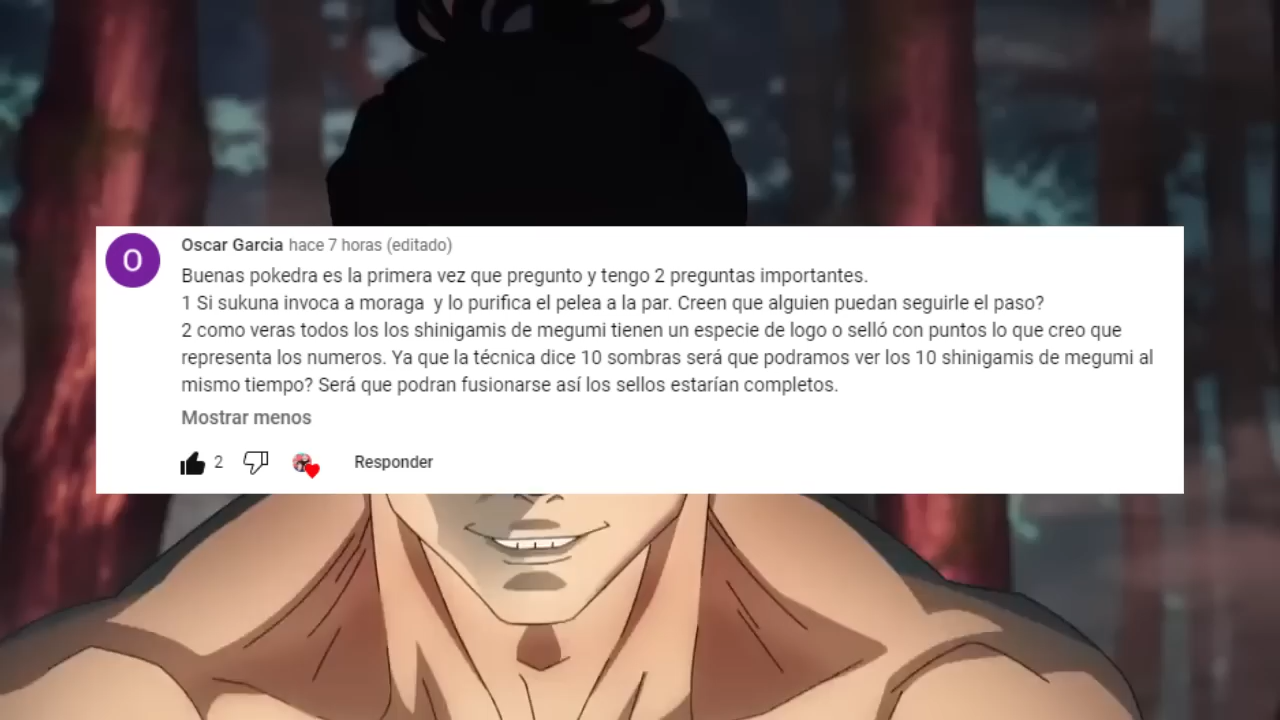 O
Oscar Garcia hace 7 horas (editado)
Buenas pokedra es la primera vez que pregunto y tengo 2 preguntas importantes.
1 Si sukuna invoca a moraga  y lo purifica el pelea a la par. Creen que alguien puedan seguirle el paso?
2 como veras todos los los shinigamis de megumi tienen un especie de logo o selló con puntos lo que creo que
representa los numeros. Ya que la técnica dice 10 sombras será que podramos ver los 10 shinigamis de megumi al
mismo tiempo? Será que podran fusionarse así los sellos estarían completos.
Mostrar menos
2 Responder